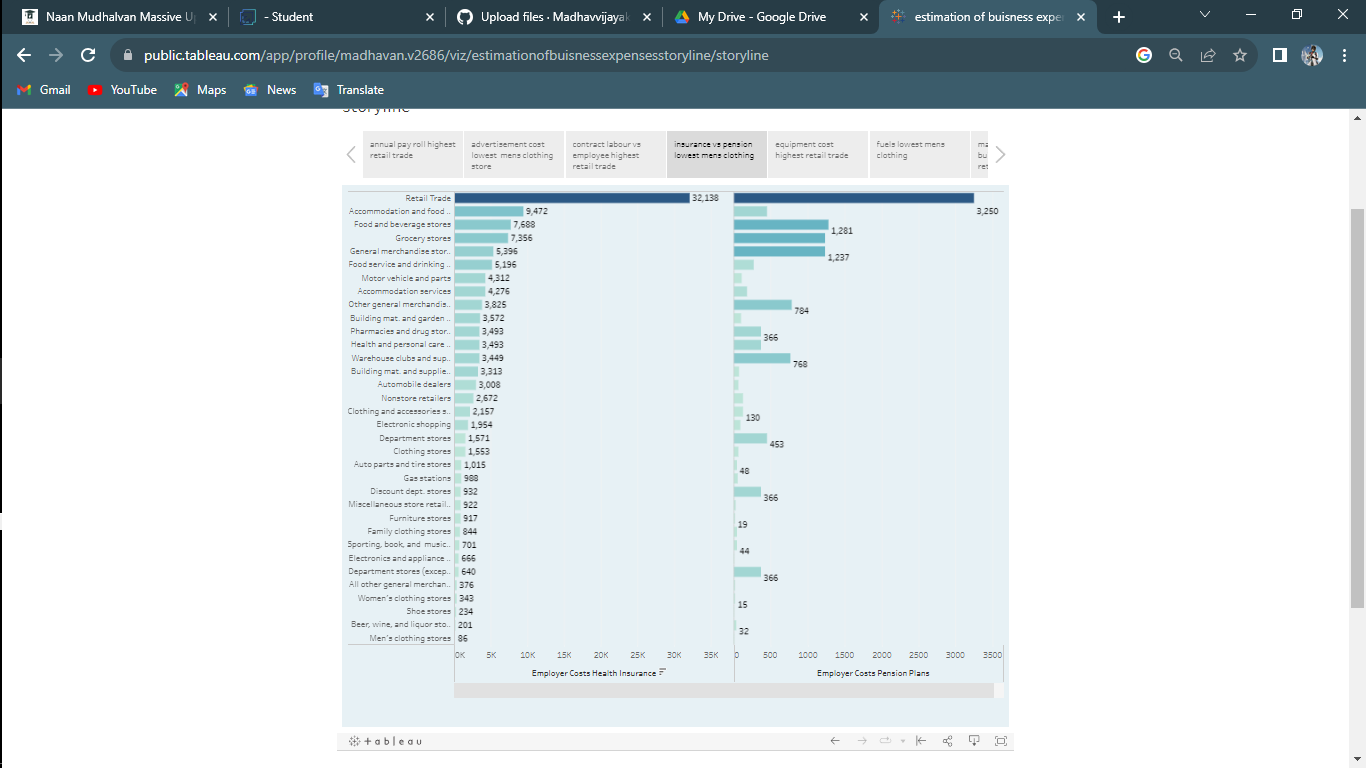 Naan Mudhalvan Massive U
- Student
Upload files · Madhavvijayak
My Drive - Google Drive
estimation of buisness expe
public.tableau.com/app/profile/madhavan.v2686/viz/estimationofbuisnessexpensesstoryline/storyline
Gmail
YouTube
Maps
News
Translate
storyline
annual pay roll highest
retail trade
advertisement cost
lowest mens clothing
store
contract labour vs
employee highest
retail trade
insurance vs pension
lowest mens clothing
equipment cost
highest retail trade
fuels lowest mens
clothing
ma
bu
ret
Retail Trade 32,138 3,250
Accommodation and food .. 9,472
Food and beverage stores 7,688 1,281
Grocery stores 7,356
General merchandise stor.. 5,396 1,237
Food service and drinking .. 5,196
Motor vehicle and parts 4,312
Accommodation services 4,276
Other general merchandis.. 3,825 784
Building mat. and garden .. 3,572
Pharmacies and drug stor.. 3,493 366
Health and personal care .. 3,493
Warehouse clubs and sup.. 3,449 768
Building mat. and supplie.. 3,313
Automobile dealers 3,008
Nonstore retailers 2,672
Clothing and accessories s.. 2,157 130
Electronic shopping 1,954
Department stores 1,571 453
Clothing stores 1,553
Auto parts and tire stores 1,015 48
Gas stations 988
Discount dept. stores 932 366
Miscellaneous store retail.. 922
Furniture stores 917 19
Family clothing stores 844
Sporting, book, and music.. 701 44
Electronics and appliance .. 666
Department stores (excep.. 640 366
All other general merchan.. 376
Women's clothing stores 343 15
Shoe stores 234
Beer, wine, and liquor sto.. 201 32
Men's clothing stores 86
0K 5K 10K 15K 20K 25K 30K 35K 0 500 1000 1500 2000 2500 3000 3500
Employer Costs Health Insurance
Employer Costs Pension Plans
+ a b l e a u